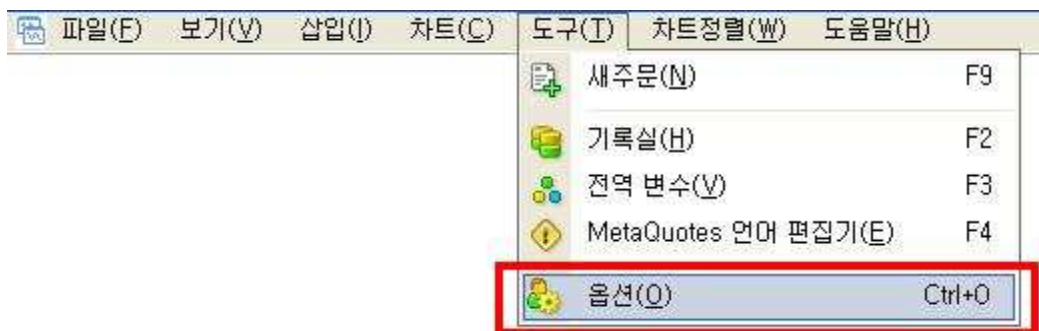 파일(F) 보기(V) 삽입(I) 차트(C) 도구(T) 차트정렬(W) 도움말(H)
새주문(N) F9
기록실(H) F2
전역 변수(V) F3
MetaQuotes 언어 편집기(E) F4
옵션(O) Ctrl+O